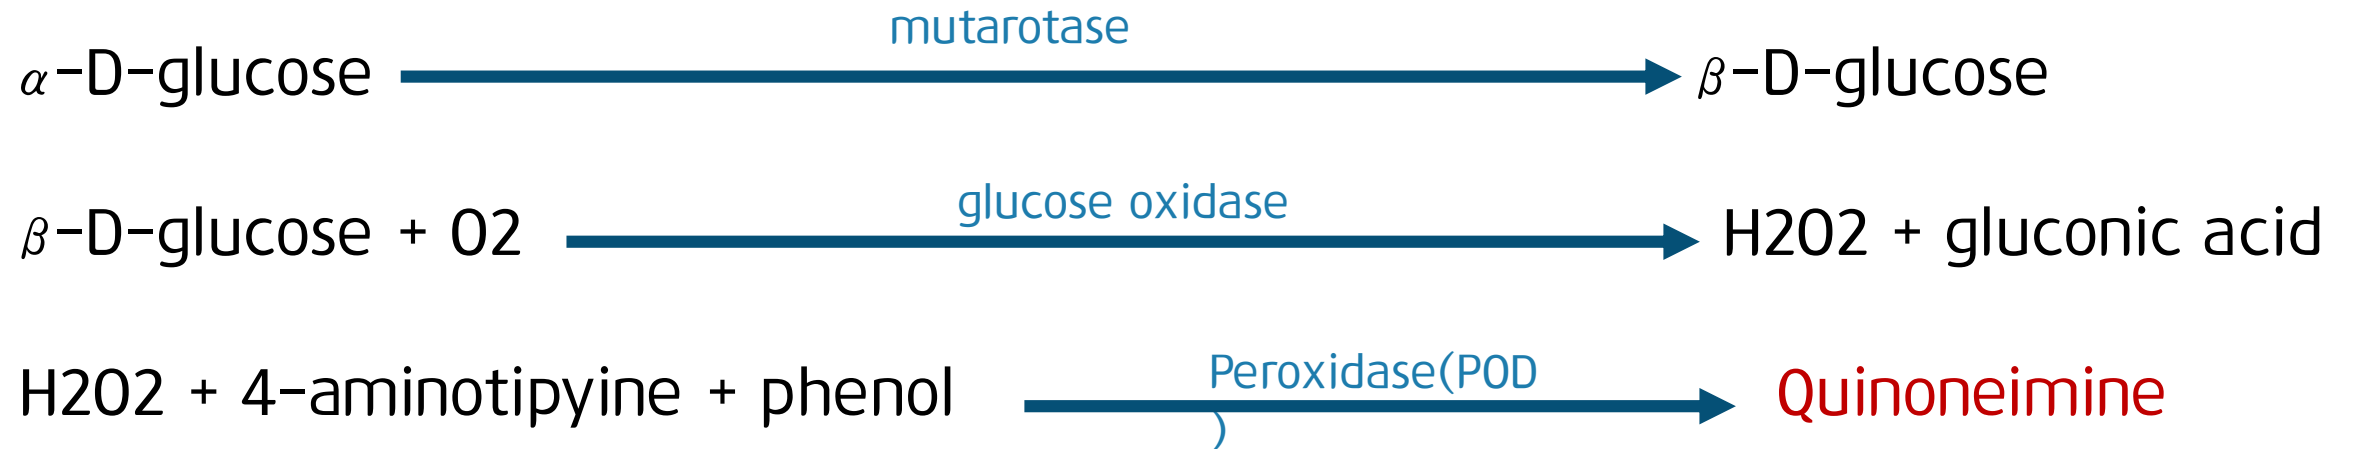 mutarotase
α-D-glucose β-D-glucose
glucose oxidase
β-D-glucose + O2 H2O2 + gluconic acid
Peroxidase(POD
)
H2O2 + 4-aminotipyine + phenol Quinoneimine